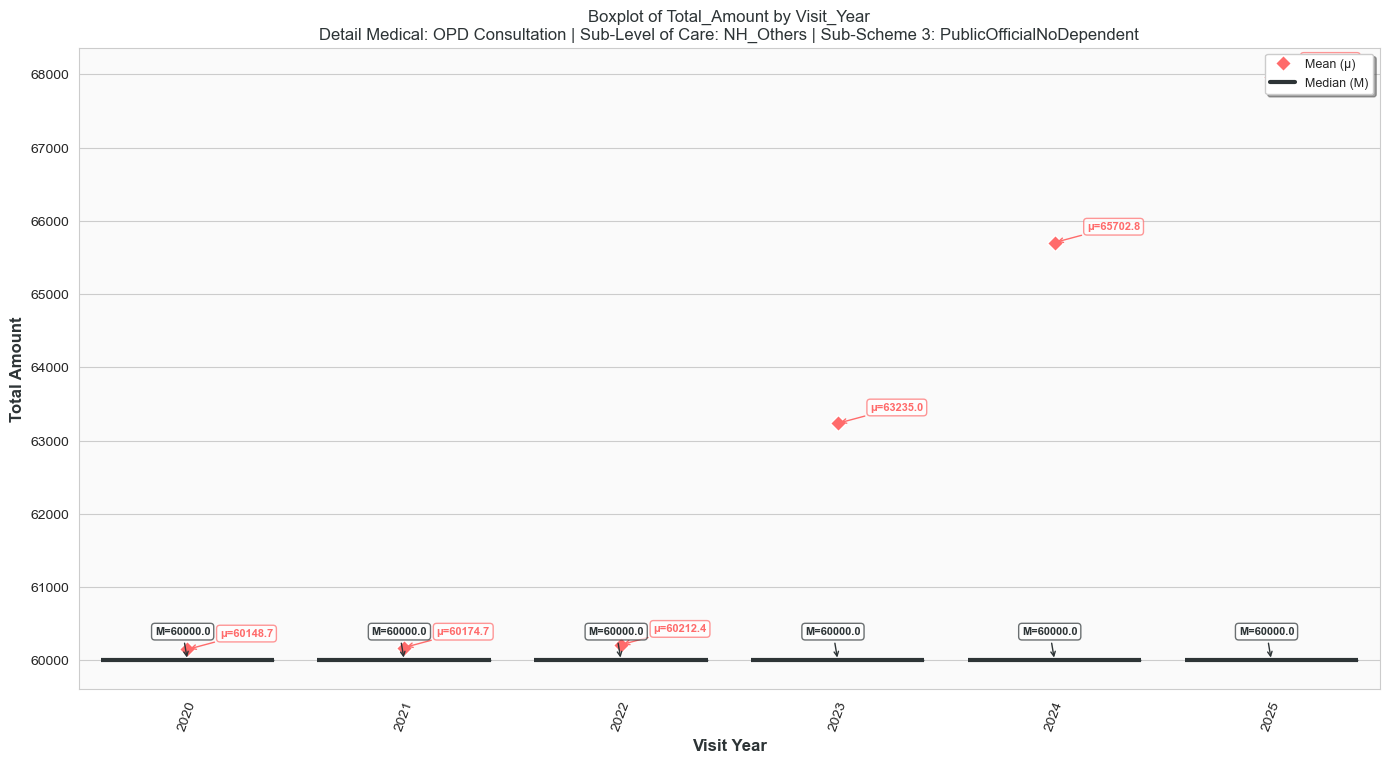 Boxplot of Total_Amount by Visit_Year
Detail Medical: OPD Consultation | Sub-Level of Care: NH_Others | Sub-Scheme 3: PublicOfficialNoDependent
Mean (μ)
Median (M)
Total Amount
68000
67000
66000
65000
64000
63000
62000
61000
60000
μ=65702.8
μ=63235.0
M=60000.0
μ=60148.7
M=60000.0
μ=60174.7
M=60000.0
μ=60212.4
M=60000.0
M=60000.0
M=60000.0
2020
2021
2022
2023
2024
2025
Visit Year